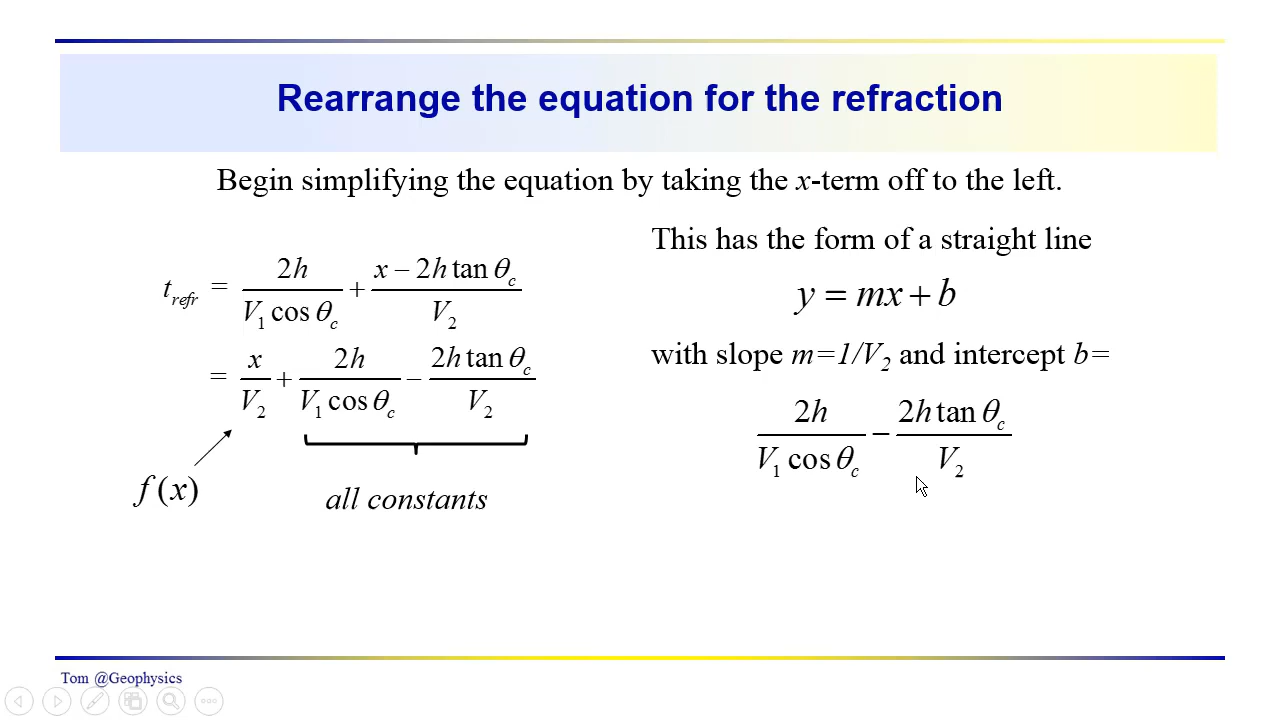 Rearrange the equation for the refraction
Begin simplifying the equation by taking the x-term off to the left.
t_refr = 2h / (V₁ cos θ_c) + (x − 2h tan θ_c) / V₂
= x / V₂ + 2h / (V₁ cos θ_c) − 2h tan θ_c / V₂
f (x)
all constants
This has the form of a straight line
y = mx + b
with slope m=1/V₂ and intercept b=
2h / (V₁ cos θ_c) − 2h tan θ_c / V₂
Tom @Geophysics